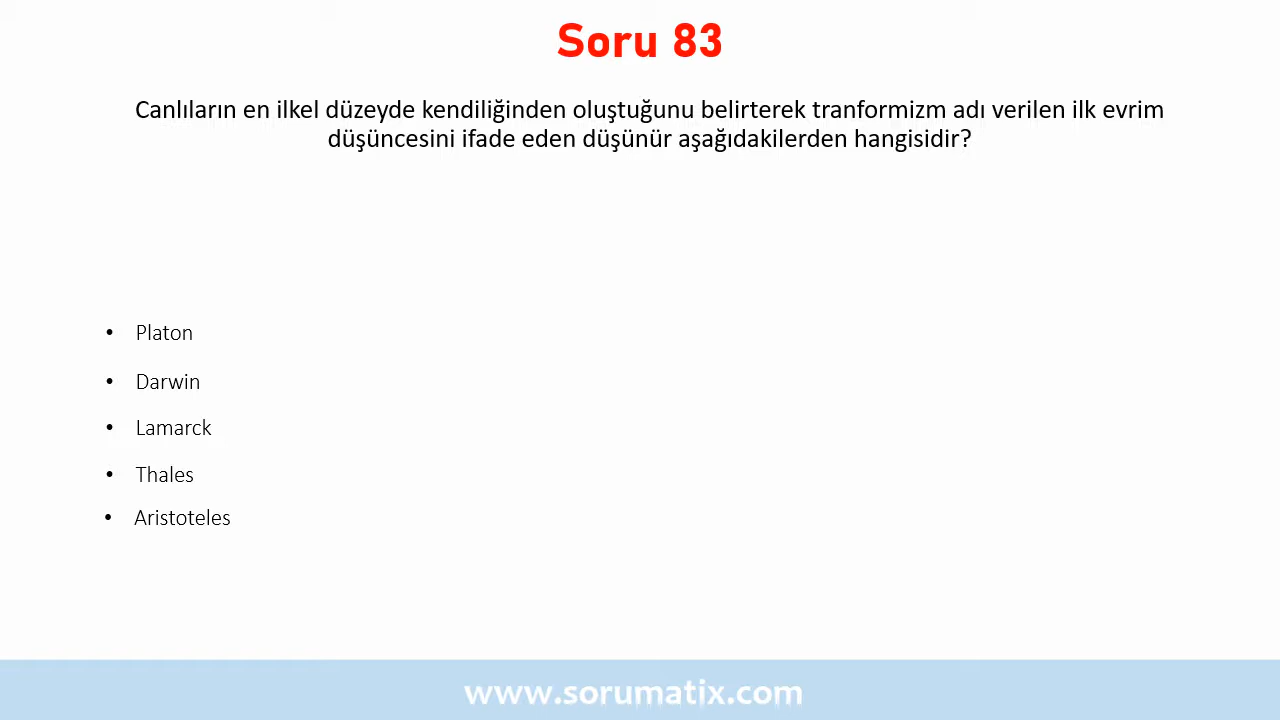 Soru 83
Canlıların en ilkel düzeyde kendiliğinden oluştuğunu belirterek tranformizm adı verilen ilk evrim
düşüncesini ifade eden düşünür aşağıdakilerden hangisidir?
• Platon
• Darwin
• Lamarck
• Thales
• Aristoteles
www.sorumatix.com